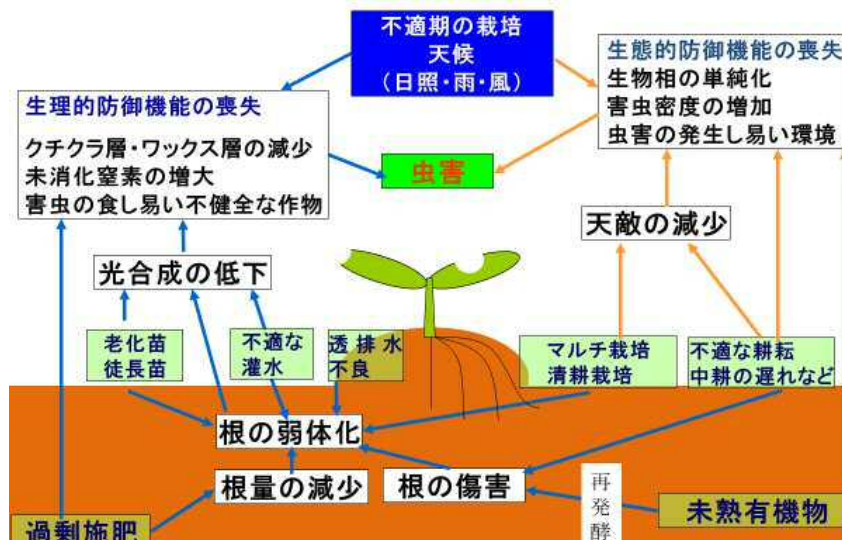 不適期の栽培
天候
（日照・雨・風）
生態的防御機能の喪失
生物相の単純化
害虫密度の増加
虫害の発生し易い環境
生理的防御機能の喪失
クチクラ層・ワックス層の減少
未消化窒素の増大
害虫の食し易い不健全な作物
虫害
天敵の減少
光合成の低下
老化苗
徒長苗
不適な
灌水
透排水
不良
マルチ栽培
清耕栽培
不適な耕耘
中耕の遅れなど
根の弱体化
根量の減少
根の傷害
再発酵
未熟有機物
過剰施肥